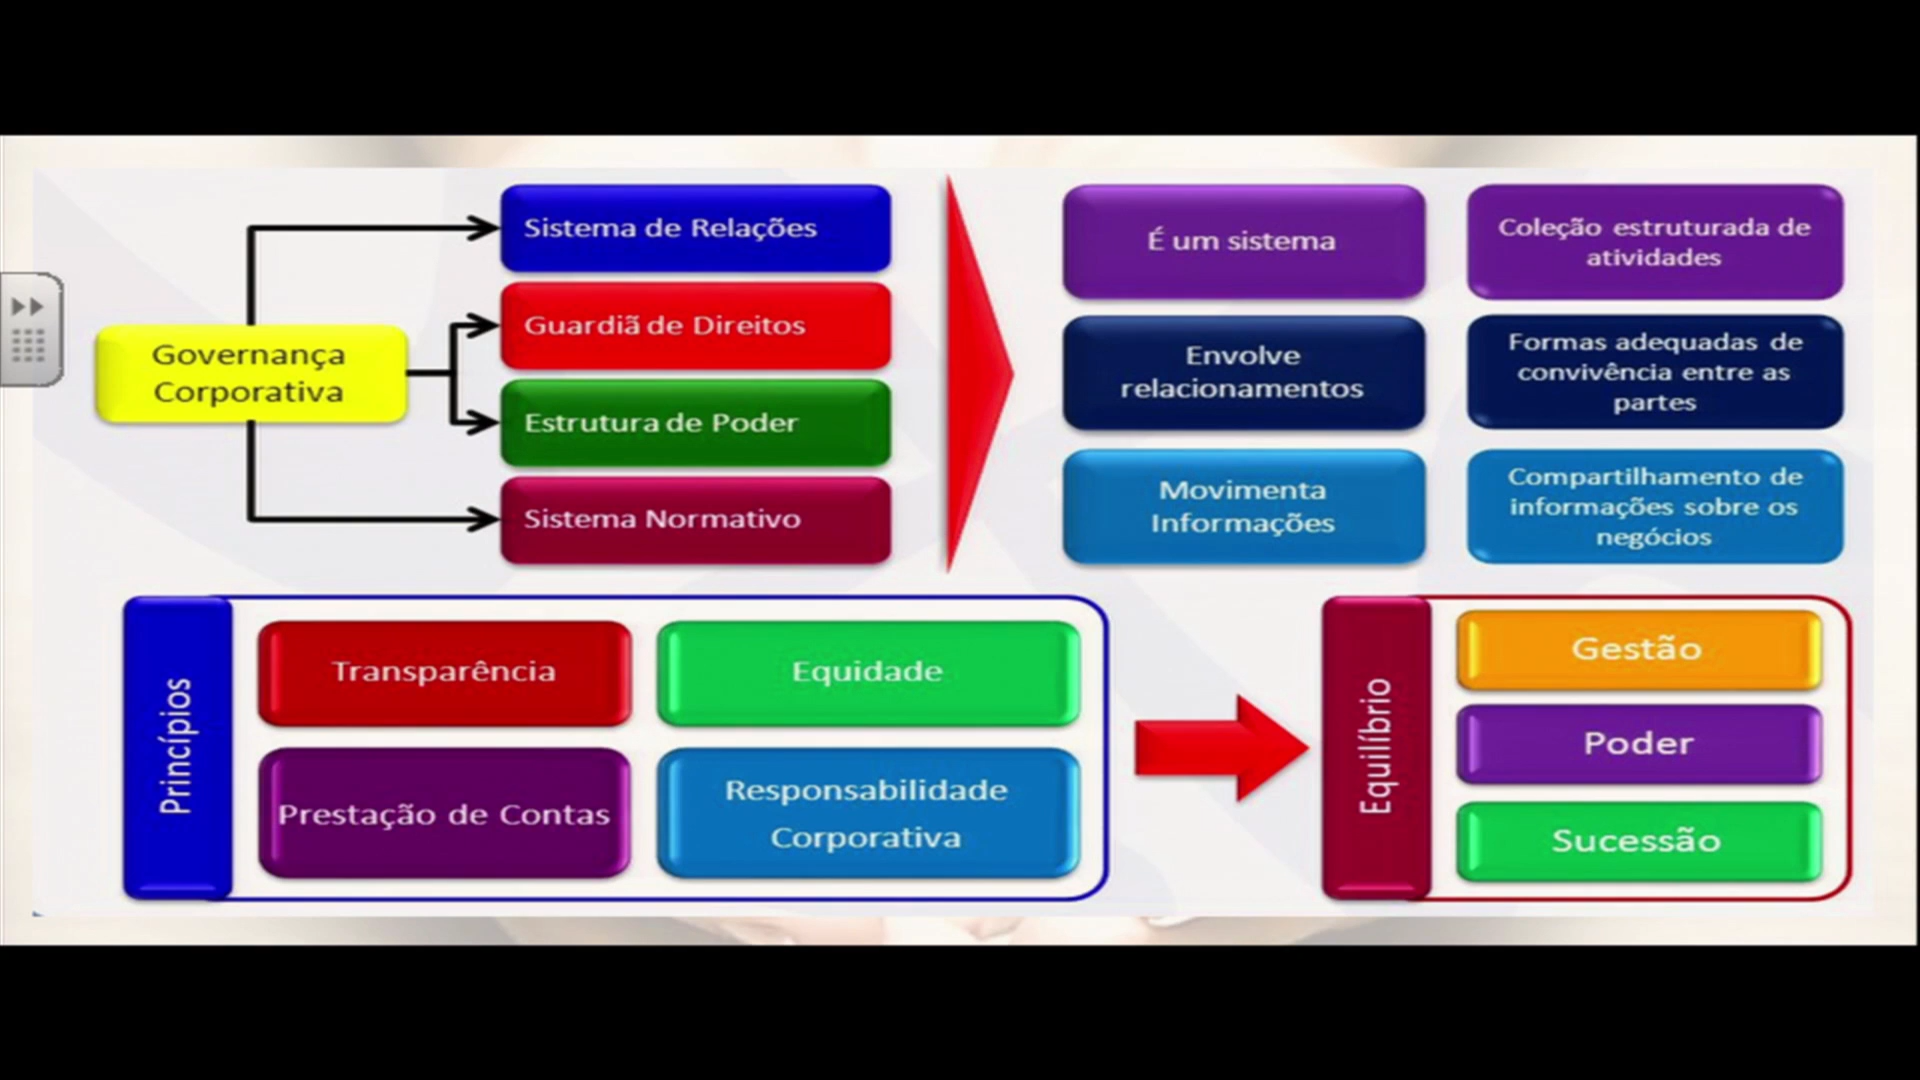 Governança
Corporativa
Sistema de Relações
Guardiã de Direitos
Estrutura de Poder
Sistema Normativo
É um sistema
Coleção estruturada de
atividades
Envolve
relacionamentos
Formas adequadas de
convivência entre as
partes
Movimenta
Informações
Compartilhamento de
informações sobre os
negócios
Princípios
Transparência
Equidade
Prestação de Contas
Responsabilidade
Corporativa
Equilíbrio
Gestão
Poder
Sucessão